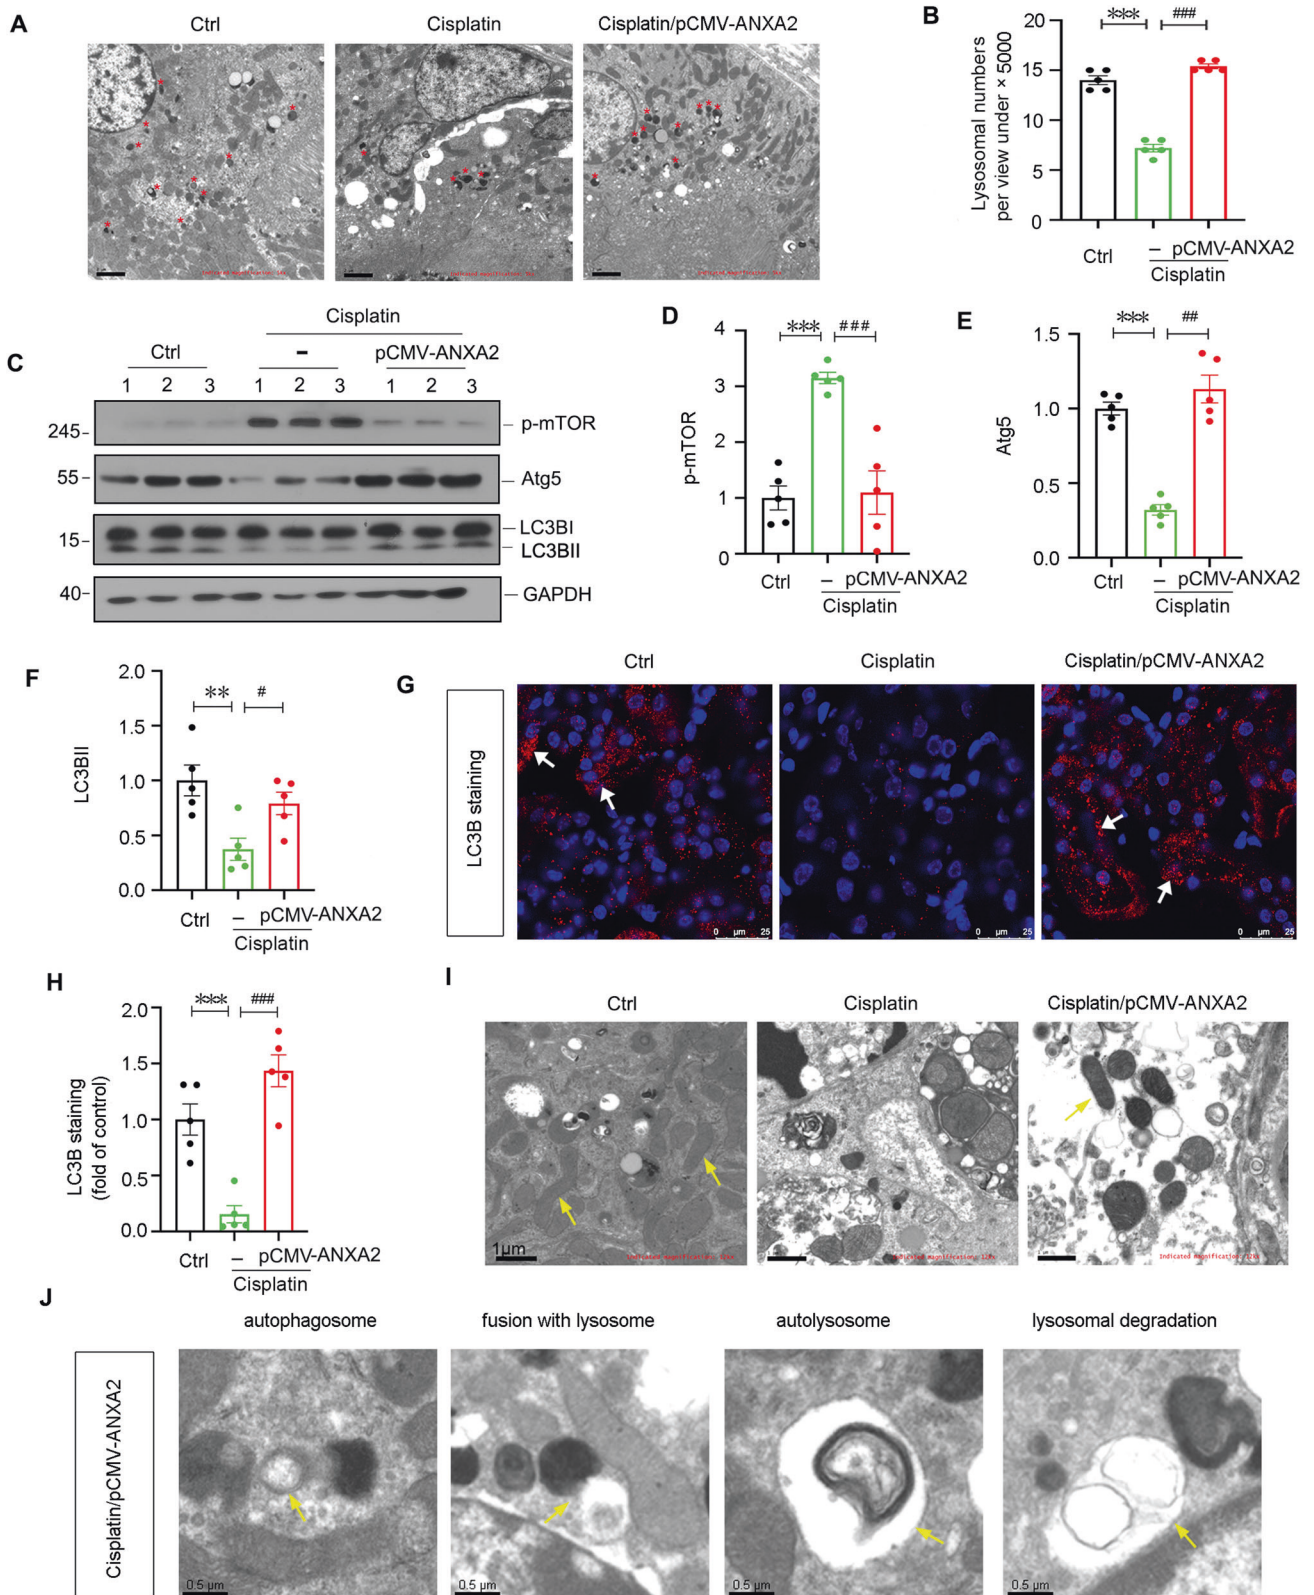 A
Ctrl
Cisplatin
Cisplatin/pCMV-ANXA2
B
Lysosomal numbers
per view under × 5000
20
15
10
5
0
***
###
Ctrl
– pCMV-ANXA2
Cisplatin
C
Cisplatin
Ctrl
–
pCMV-ANXA2
1 2 3 1 2 3 1 2 3
245
p-mTOR
55
Atg5
15
LC3BI
LC3BII
40
GAPDH
D
p-mTOR
4
3
2
1
0
***
###
Ctrl
– pCMV-ANXA2
Cisplatin
E
Atg5
1.5
1.0
0.5
0.0
***
##
Ctrl
– pCMV-ANXA2
Cisplatin
F
LC3BII
2.0
1.5
1.0
0.5
0.0
**
#
Ctrl
– pCMV-ANXA2
Cisplatin
G
Ctrl
Cisplatin
Cisplatin/pCMV-ANXA2
LC3B staining
0 µm 25
0 µm 25
0 µm 25
H
LC3B staining
(fold of control)
2.0
1.5
1.0
0.5
0.0
***
###
Ctrl
– pCMV-ANXA2
Cisplatin
I
Ctrl
Cisplatin
Cisplatin/pCMV-ANXA2
1µm
Indicated magnification:
Indicated magnification:
Indicated magnification:
J
autophagosome
fusion with lysosome
autolysosome
lysosomal degradation
Cisplatin/pCMV-ANXA2
0.5 µm
0.5 µm
0.5 µm
0.5 µm